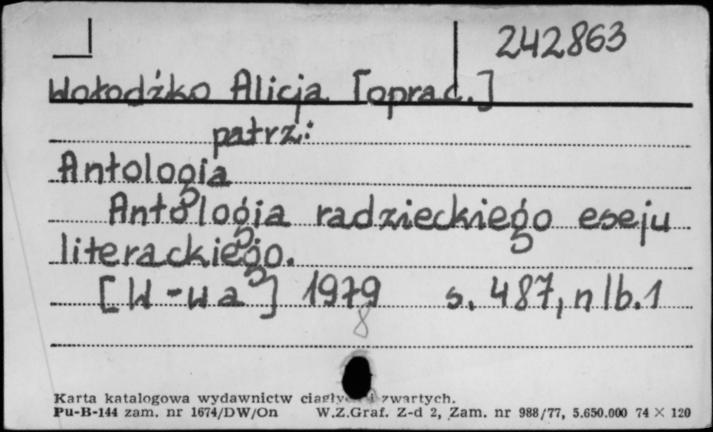 242863
Wołodźko Alicja [oprac.]
patrz:
Antologia
Antologia radzieckiego eseju
literackiego.
[W-wa] 1979 s. 487, nlb. 1
8
Karta katalogowa wydawnictw ciągłych i zwartych.
Pu-B-144 zam. nr 1674/DW/On W.Z.Graf. Z-d 2, Zam. nr 988/77, 5.650.000 74 × 120